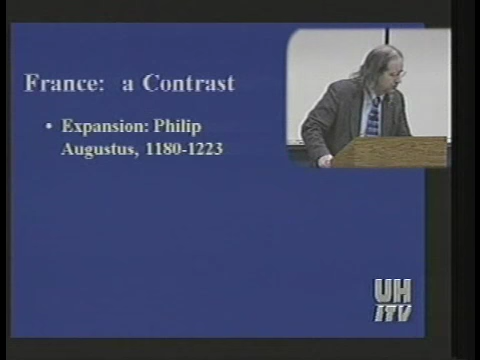 France: a Contrast
• Expansion: Philip
Augustus, 1180-1223
UH
ITV